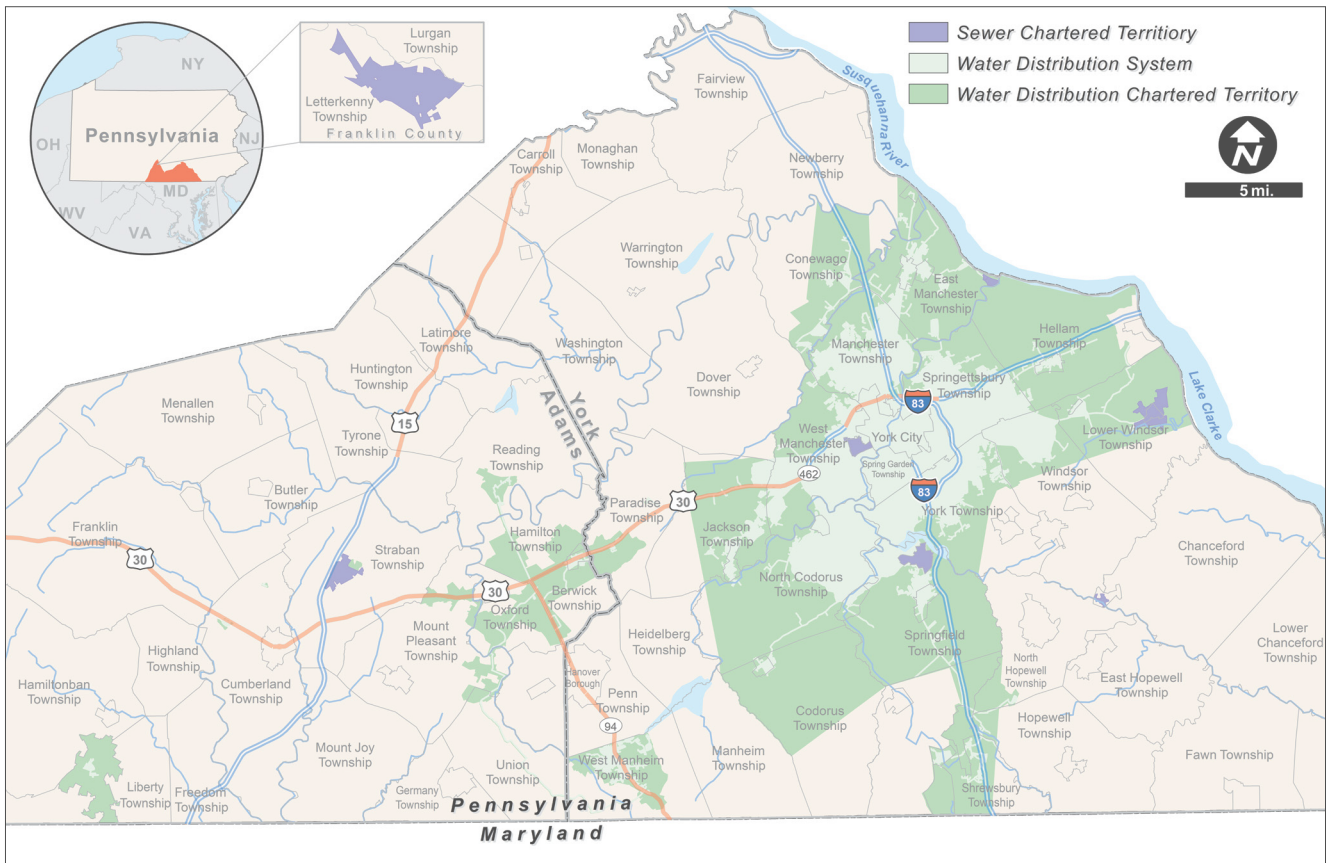 NY
Pennsylvania
OH
NJ
MD
WV
VA
Lurgan
Township
Letterkenny
Township
Franklin County
Sewer Chartered Territiory
Water Distribution System
Water Distribution Chartered Territory
N
5 mi.
Susquehanna River
Fairview
Township
Newberry
Township
Monaghan
Township
Carroll
Township
Warrington
Township
Conewago
Township
East
Manchester
Township
Hellam
Township
Manchester
Township
Latimore
Township
Washington
Township
Huntington
Township
Dover
Township
Springettsbury
Township
Lake Clarke
Menallen
Township
York
Adams
15
83
Tyrone
Township
Reading
Township
West
Manchester
Township
York City
Lower Windsor
Township
Spring Garden
Township
462
Windsor
Township
83
Butler
Township
Paradise
Township
30
York Township
Franklin
Township
30
Straban
Township
Hamilton
Township
Jackson
Township
Chanceford
Township
30
Berwick
Township
North Codorus
Township
Oxford
Township
Mount
Pleasant
Township
Heidelberg
Township
Springfield
Township
Lower
Chanceford
Township
Highland
Township
Hamiltonban
Township
Cumberland
Township
Hanover
Borough
Penn
Township
North
Hopewell
Township
East Hopewell
Township
94
Codorus
Township
Hopewell
Township
Mount Joy
Township
Union
Township
West Manheim
Township
Manheim
Township
Fawn Township
Liberty
Township
Freedom
Township
Germany
Township
Shrewsbury
Township
Pennsylvania
Maryland